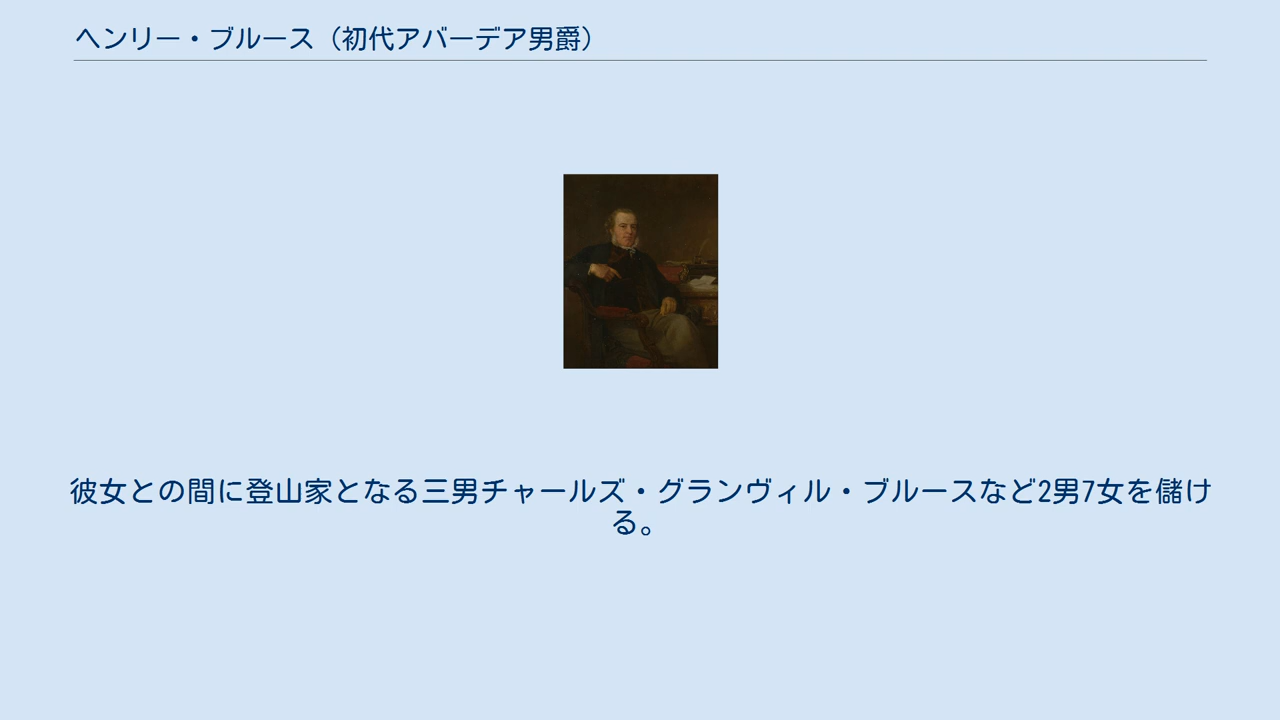 ヘンリー・ブルース（初代アバーデア男爵）
彼女との間に登山家となる三男チャールズ・グランヴィル・ブルースなど2男7女を儲け
る。